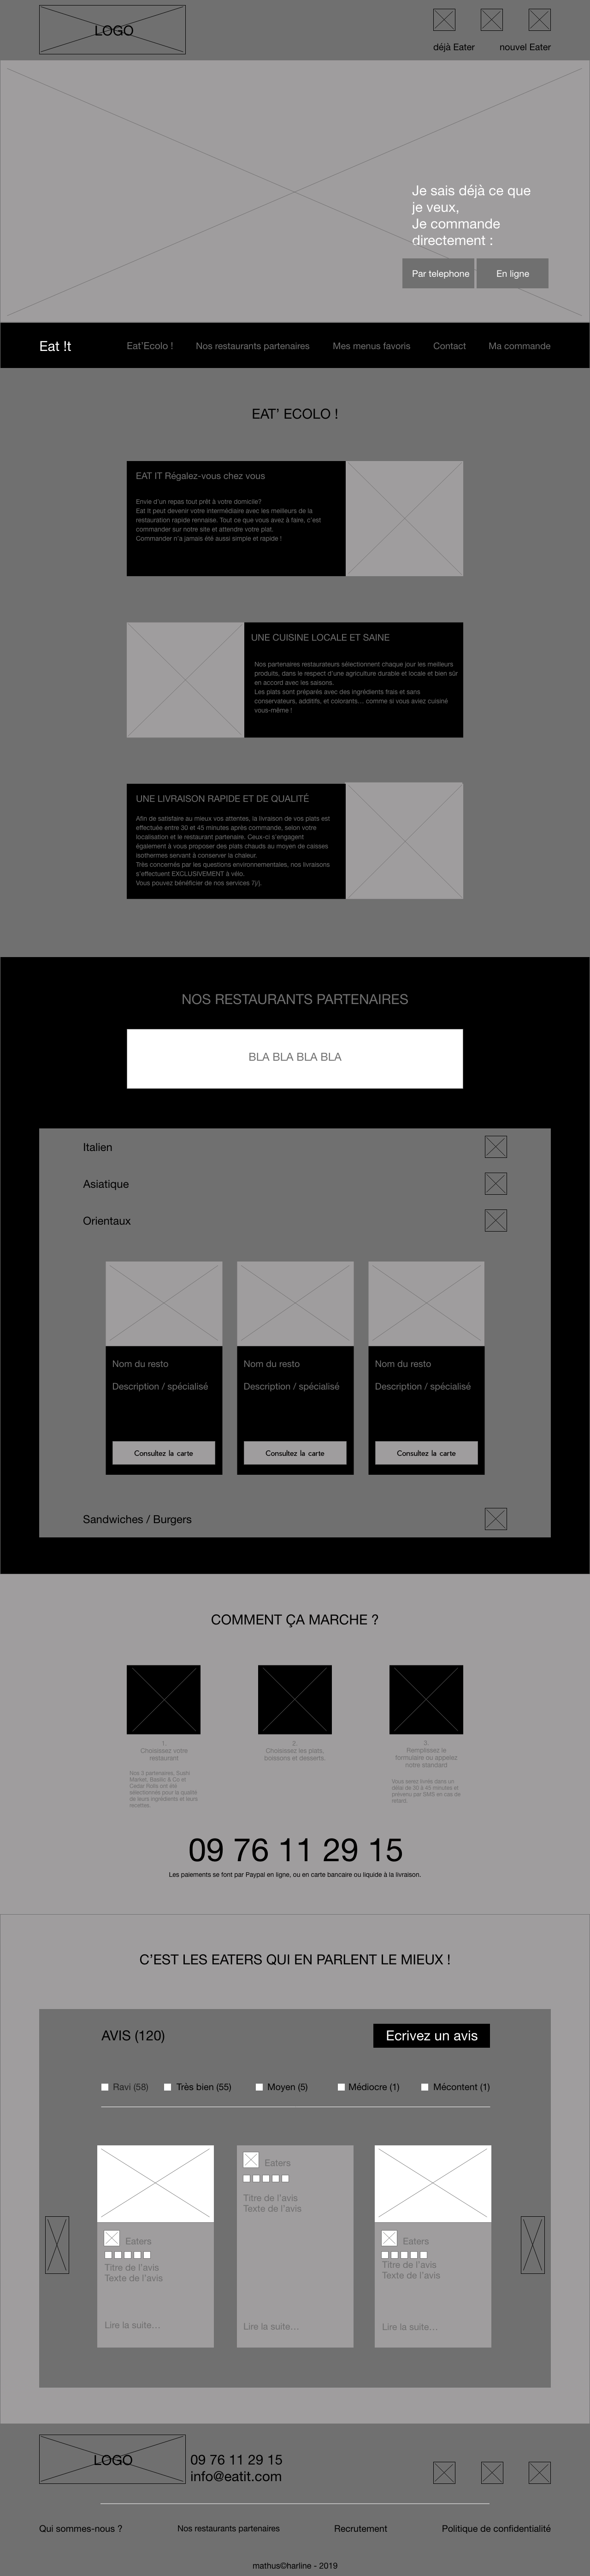 LOGO
déjà Eater
nouvel Eater
Je sais déjà ce que
je veux,
Je commande
directement :
Par telephone
En ligne
Eat !t
Eat'Ecolo !
Nos restaurants partenaires
Mes menus favoris
Contact
Ma commande
EAT' ECOLO !
EAT IT Régalez-vous chez vous
Envie d'un repas tout prêt à votre domicile?
Eat It peut devenir votre intermédiaire avec les meilleurs de la
restauration rapide rennaise. Tout ce que vous avez à faire, c'est
commander sur notre site et attendre votre plat.
Commander n'a jamais été aussi simple et rapide !
UNE CUISINE LOCALE ET SAINE
Nos partenaires restaurateurs sélectionnent chaque jour les meilleurs
produits, dans le respect d'une agriculture durable et locale et bien sûr
en accord avec les saisons.
Les plats sont préparés avec des ingrédients frais et sans
conservateurs, additifs, et colorants… comme si vous aviez cuisiné
vous-même !
UNE LIVRAISON RAPIDE ET DE QUALITÉ
Afin de satisfaire au mieux vos attentes, la livraison de vos plats est
effectuée entre 30 et 45 minutes après commande, selon votre
localisation et le restaurant partenaire. Ceux-ci s'engagent
également à vous proposer des plats chauds au moyen de caisses
isothermes servant à conserver la chaleur.
Très concernés par les questions environnementales, nos livraisons
s'effectuent EXCLUSIVEMENT à vélo.
Vous pouvez bénéficier de nos services
NOS RESTAURANTS PARTENAIRES
BLA BLA BLA BLA
Italien
Asiatique
Orientaux
Nom du resto
Description / spécialisé
Consultez la carte
Nom du resto
Description / spécialisé
Consultez la carte
Nom du resto
Description / spécialisé
Consultez la carte
Sandwiches / Burgers
COMMENT ÇA MARCHE ?
1.
Choisissez votre
restaurant
Nos 3 partenaires, Sushi
Market, Basilic & Co et
Cedar Rolls ont été
sélectionnés pour la qualité
de leurs ingrédients et leurs
recettes.
2.
Choisissez les plats,
boissons et desserts.
3.
Remplissez le
formulaire ou appelez
notre standard
Vous serez livrés dans un
délai de 30 à 45 minutes et
prévenu par SMS en cas de
retard.
09 76 11 29 15
Les paiements se font par Paypal en ligne, ou en carte bancaire ou liquide à la livraison.
C'EST LES EATERS QUI EN PARLENT LE MIEUX !
AVIS (120)
Ecrivez un avis
Ravi (58)
Très bien (55)
Moyen (5)
Médiocre (1)
Mécontent (1)
Eaters
Titre de l'avis
Texte de l'avis
Lire la suite…
Eaters
Titre de l'avis
Texte de l'avis
Lire la suite…
Eaters
Titre de l'avis
Texte de l'avis
Lire la suite…
LOGO
09 76 11 29 15
info@eatit.com
Qui sommes-nous ?
Nos restaurants partenaires
Recrutement
Politique de confidentialité
mathus©harline - 2019